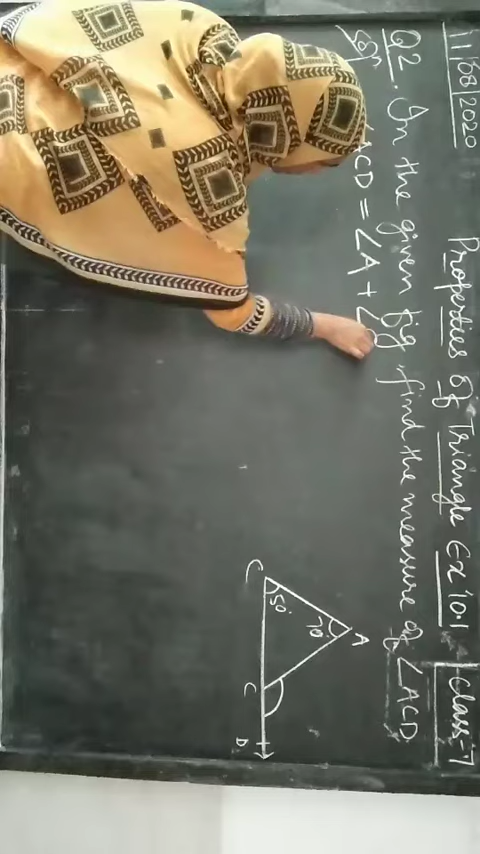 11/08/2020 Properties Of Triangle Ex 10.1 Class-7
Q2. In the given fig, find the measure of ∠ACD
Sol
∠ACD = ∠A + ∠
A
70°
50°
C
C
D